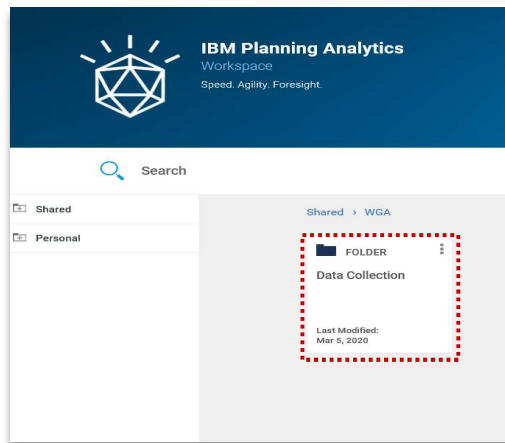 IBM Planning Analytics
Workspace
Speed. Agility. Foresight.
Search
Shared
Personal
Shared › WGA
FOLDER
Data Collection
Last Modified:
Mar 5, 2020